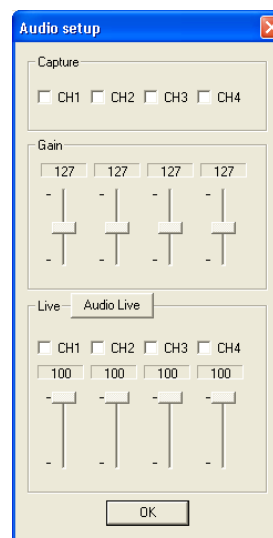 Audio setup
Capture
CH1 CH2 CH3 CH4
Gain
127 127 127 127
- - - -
- - - -
Live Audio Live
CH1 CH2 CH3 CH4
100 100 100 100
- - - -
- - - -
OK